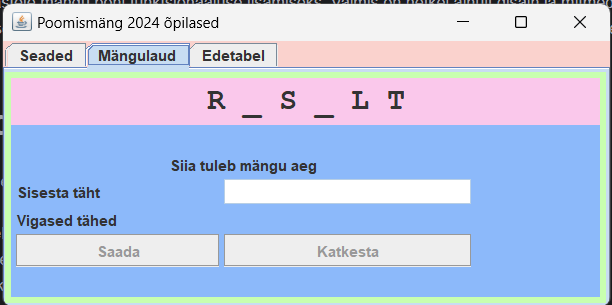 Poomismäng 2024 õpilased
Seaded Mängulaud Edetabel
R _ S _ L T
Siia tuleb mängu aeg
Sisesta täht
Vigased tähed
Saada Katkesta